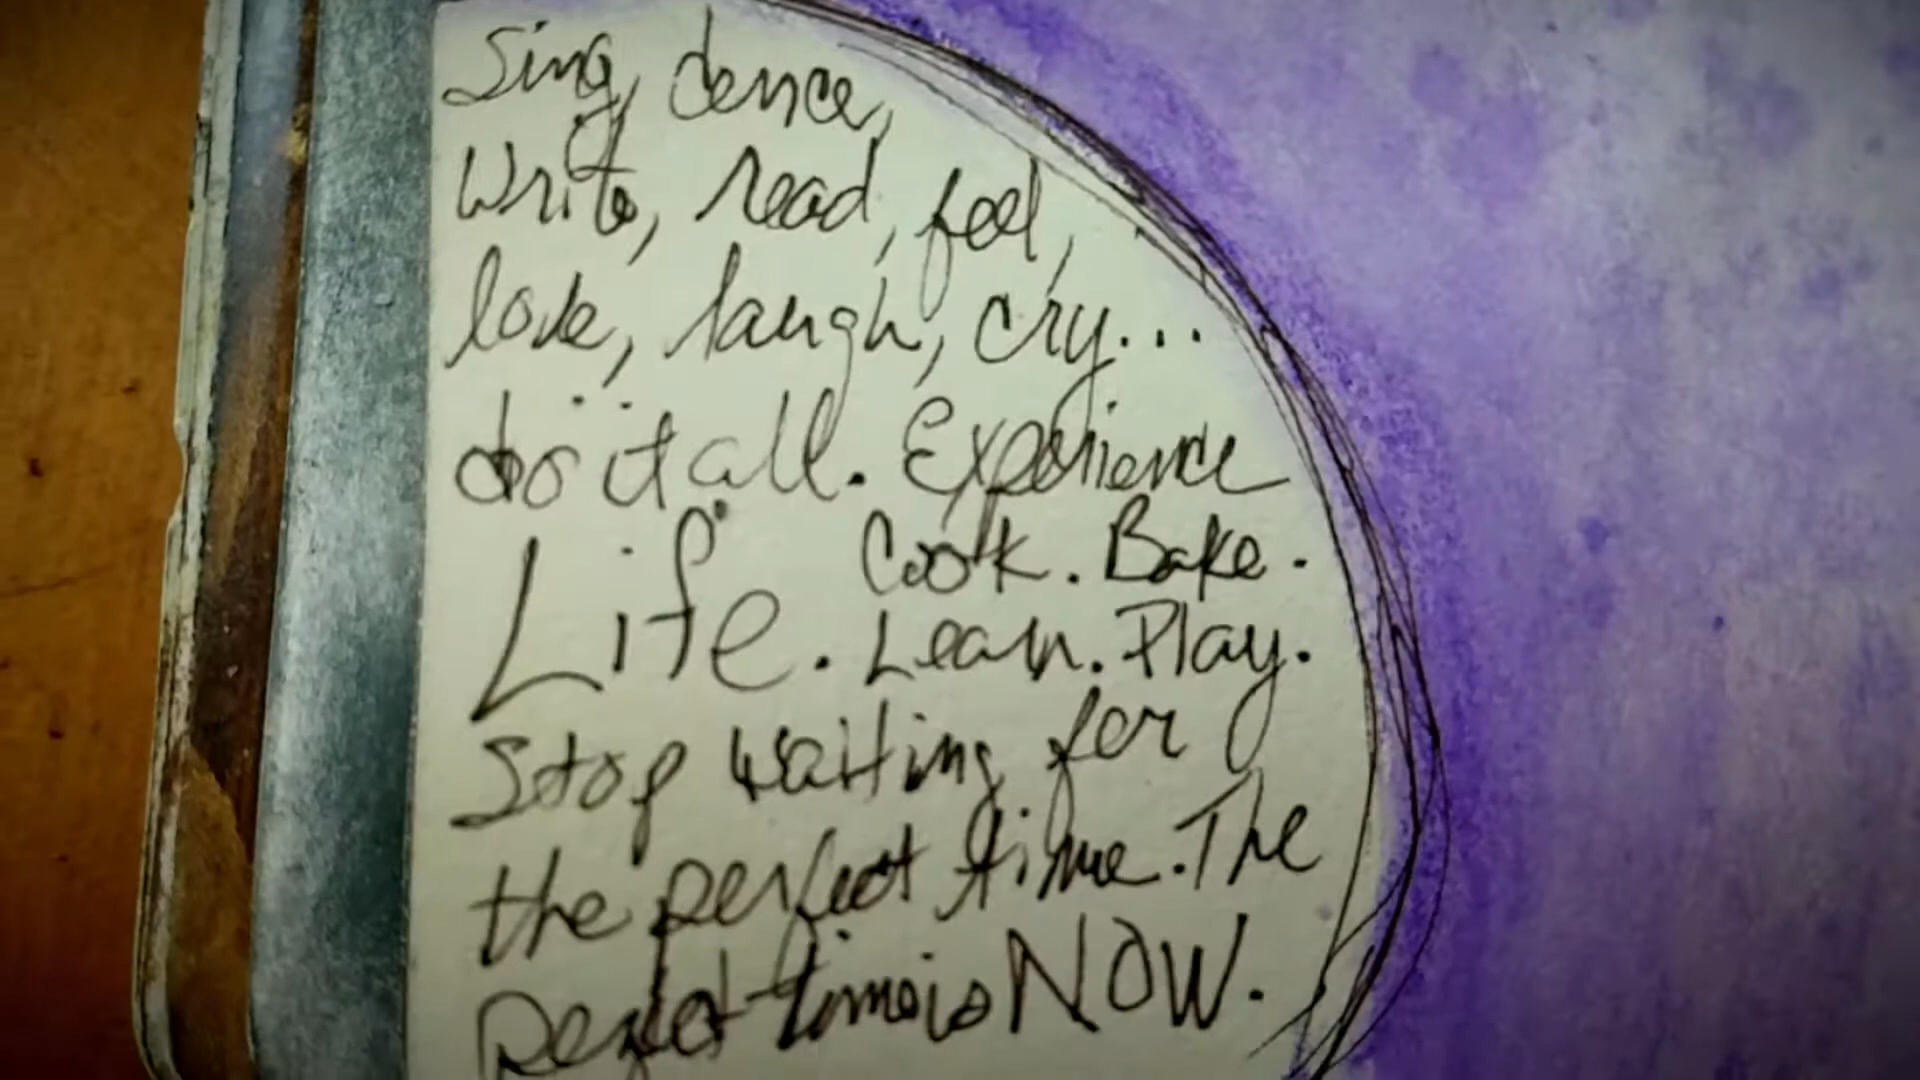 Sing, dance,
Write, read, feel,
love, laugh, cry...
do it all. Experience
Life. Cook. Bake.
Learn. Play.
Stop waiting for
the perfect time. The
perfect time is NOW.